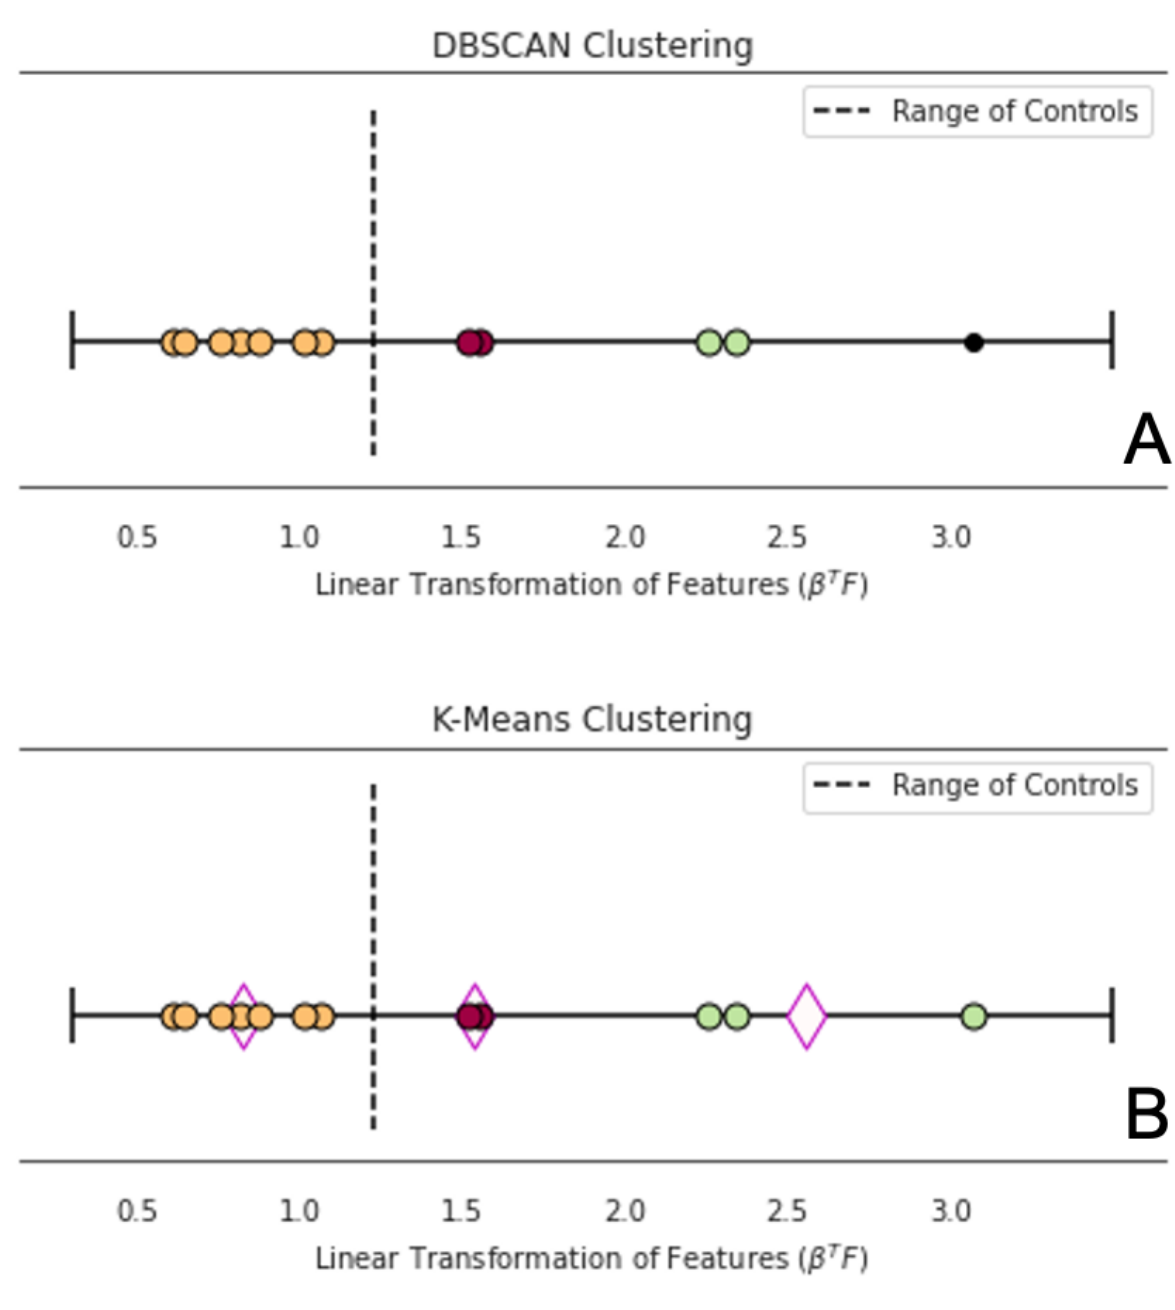 DBSCAN Clustering
Range of Controls
A
0.5 1.0 1.5 2.0 2.5 3.0
Linear Transformation of Features (βᵀF)
K-Means Clustering
Range of Controls
B
0.5 1.0 1.5 2.0 2.5 3.0
Linear Transformation of Features (βᵀF)